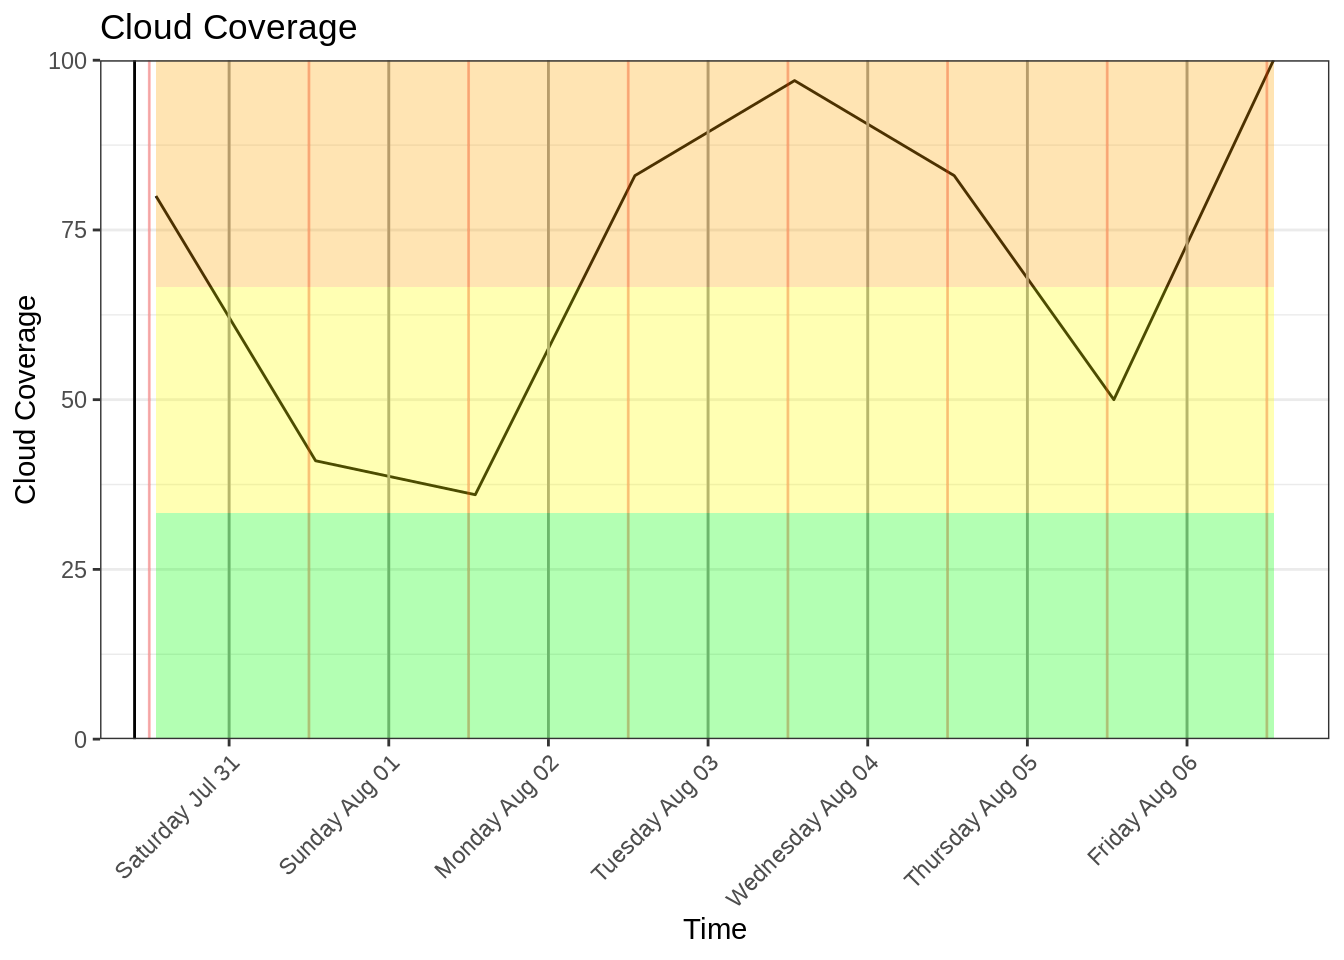 Cloud Coverage
100
75
50
25
0
Cloud Coverage
Saturday Jul 31
Sunday Aug 01
Monday Aug 02
Tuesday Aug 03
Wednesday Aug 04
Thursday Aug 05
Friday Aug 06
Time